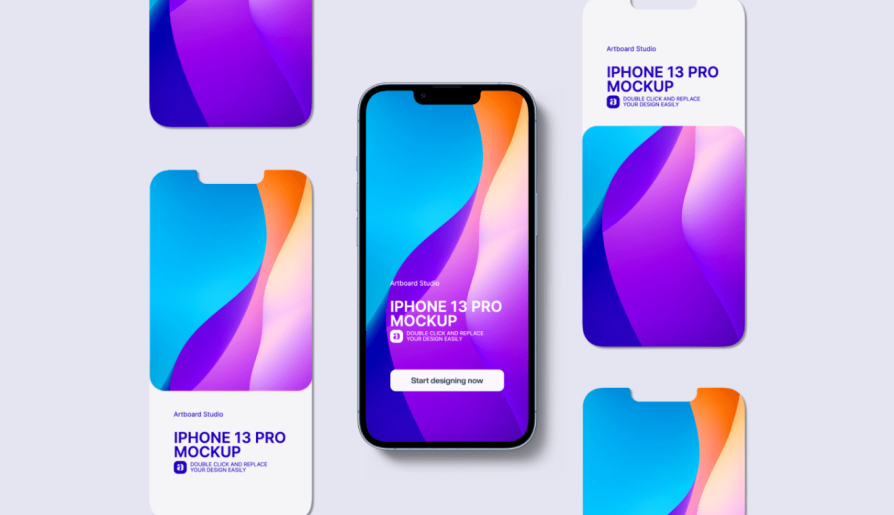 Artboard Studio
IPHONE 13 PRO
MOCKUP
a
DOUBLE CLICK AND REPLACE
YOUR DESIGN EASILY
Artboard Studio
IPHONE 13 PRO
MOCKUP
a
DOUBLE CLICK AND REPLACE
YOUR DESIGN EASILY
Start designing now
Artboard Studio
IPHONE 13 PRO
MOCKUP
a
DOUBLE CLICK AND REPLACE
YOUR DESIGN EASILY